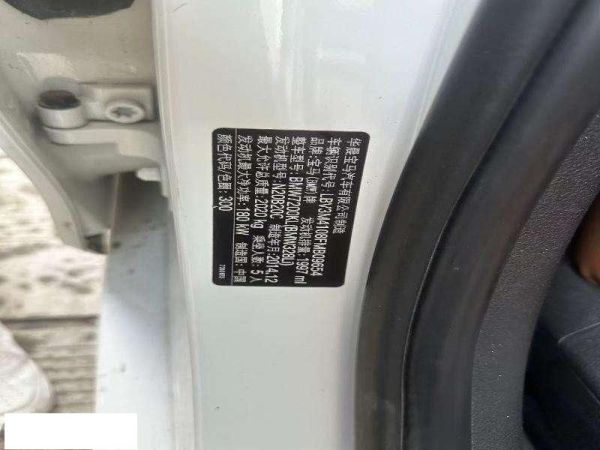 华晨宝马汽车有限公司制造
车辆识别代号: LBY3M4108FMB09654
品牌: 宝马(BMW)牌 发动机排量: 1997 ml
整车型号: BMW7200KL(BMW328Li)
发动机型号: N20B20C 制造年月: 2014.12
最大允许总质量: 2020 kg 乘坐人数: 5 人
发动机最大净功率: 180 kW 制造国: 中国
颜色代码/色圈: 300